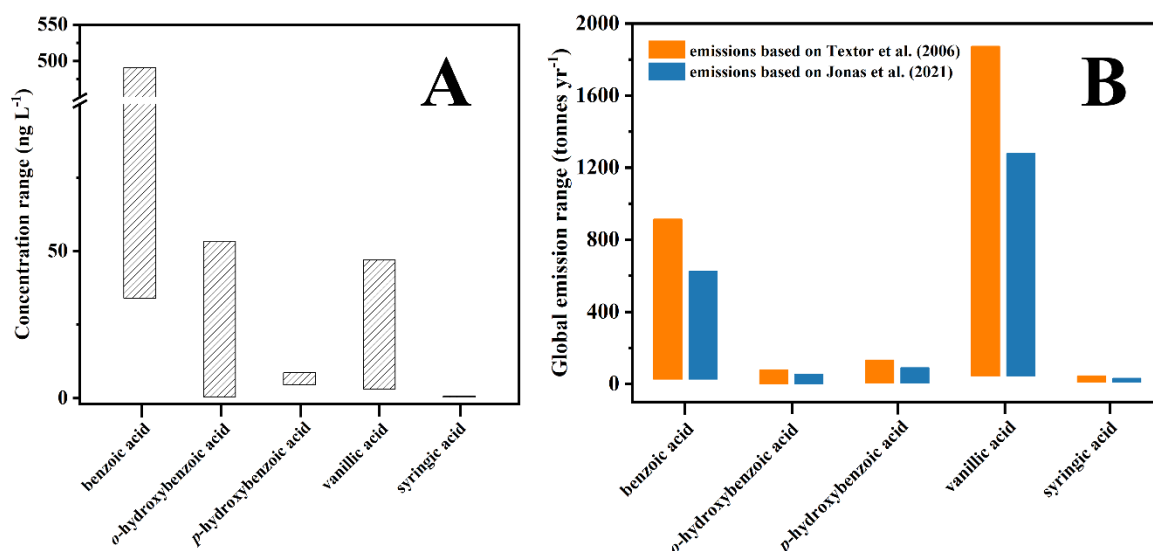 A
Concentration range (ng L⁻¹)
550
500
50
0
benzoic acid
o-hydroxybenzoic acid
p-hydroxybenzoic acid
vanillic acid
syringic acid
B
Global emission range (tonnes yr⁻¹)
2000
1600
1200
800
400
0
emissions based on Textor et al. (2006)
emissions based on Jonas et al. (2021)
benzoic acid
o-hydroxybenzoic acid
p-hydroxybenzoic acid
vanillic acid
syringic acid